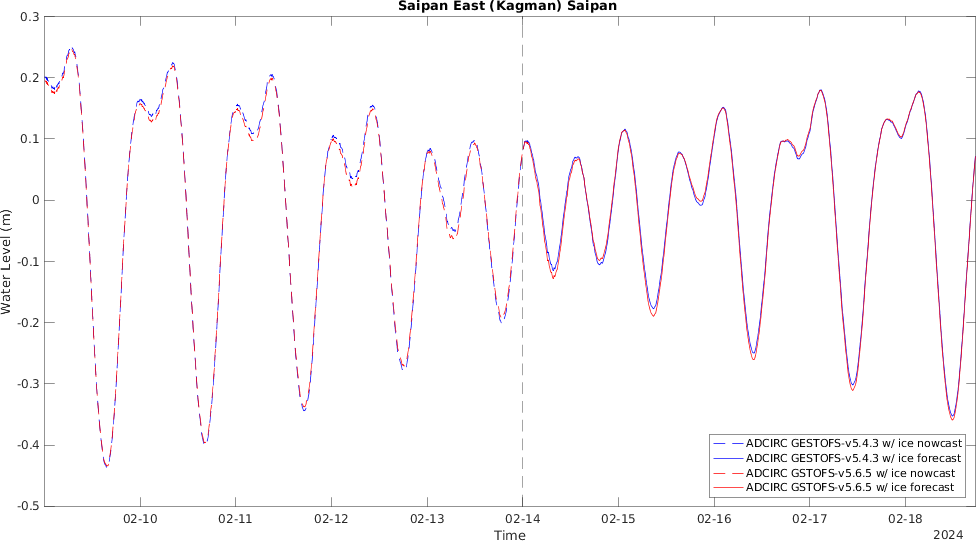 Saipan East (Kagman) Saipan
0.3
0.2
0.1
0
-0.1
-0.2
-0.3
-0.4
-0.5
Water Level (m)
ADCIRC GESTOFS-v5.4.3 w/ ice nowcast
ADCIRC GESTOFS-v5.4.3 w/ ice forecast
ADCIRC GSTOFS-v5.6.5 w/ ice nowcast
ADCIRC GSTOFS-v5.6.5 w/ ice forecast
02-10 02-11 02-12 02-13 02-14 02-15 02-16 02-17 02-18
Time
2024